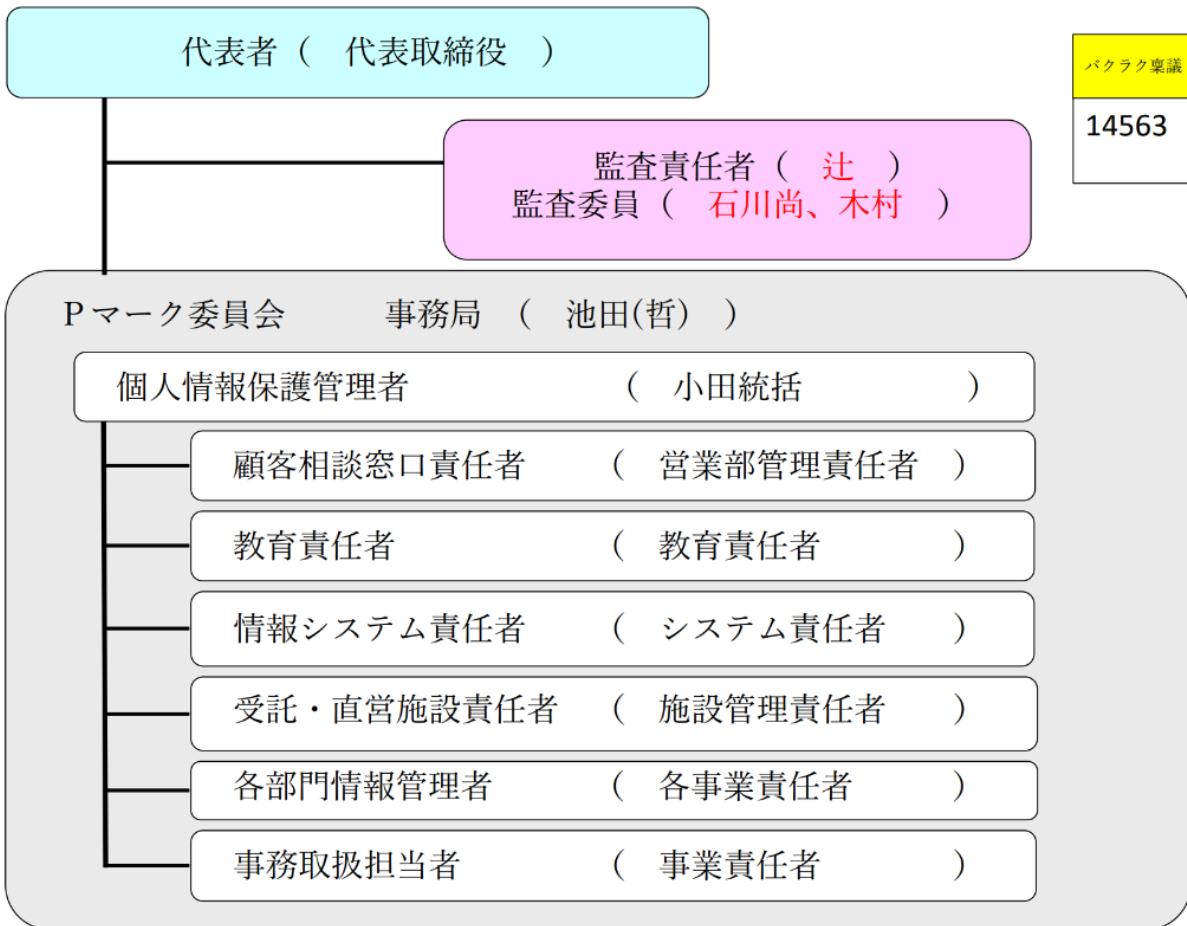 代表者（　代表取締役　）
バクラク稟議
14563
監査責任者（　辻　）
監査委員（　石川尚、木村　）
Ｐマーク委員会　　　事務局　（　池田(哲)　）
個人情報保護管理者　　　　　　　（　小田統括　　　　　）
顧客相談窓口責任者　　　（　営業部管理責任者　）
教育責任者　　　　　　　（　教育責任者　　　　）
情報システム責任者　　　（　システム責任者　　）
受託・直営施設責任者　　（　施設管理責任者　　）
各部門情報管理者　　　　（　各事業責任者　　　）
事務取扱担当者　　　　　（　事業責任者　　　　）